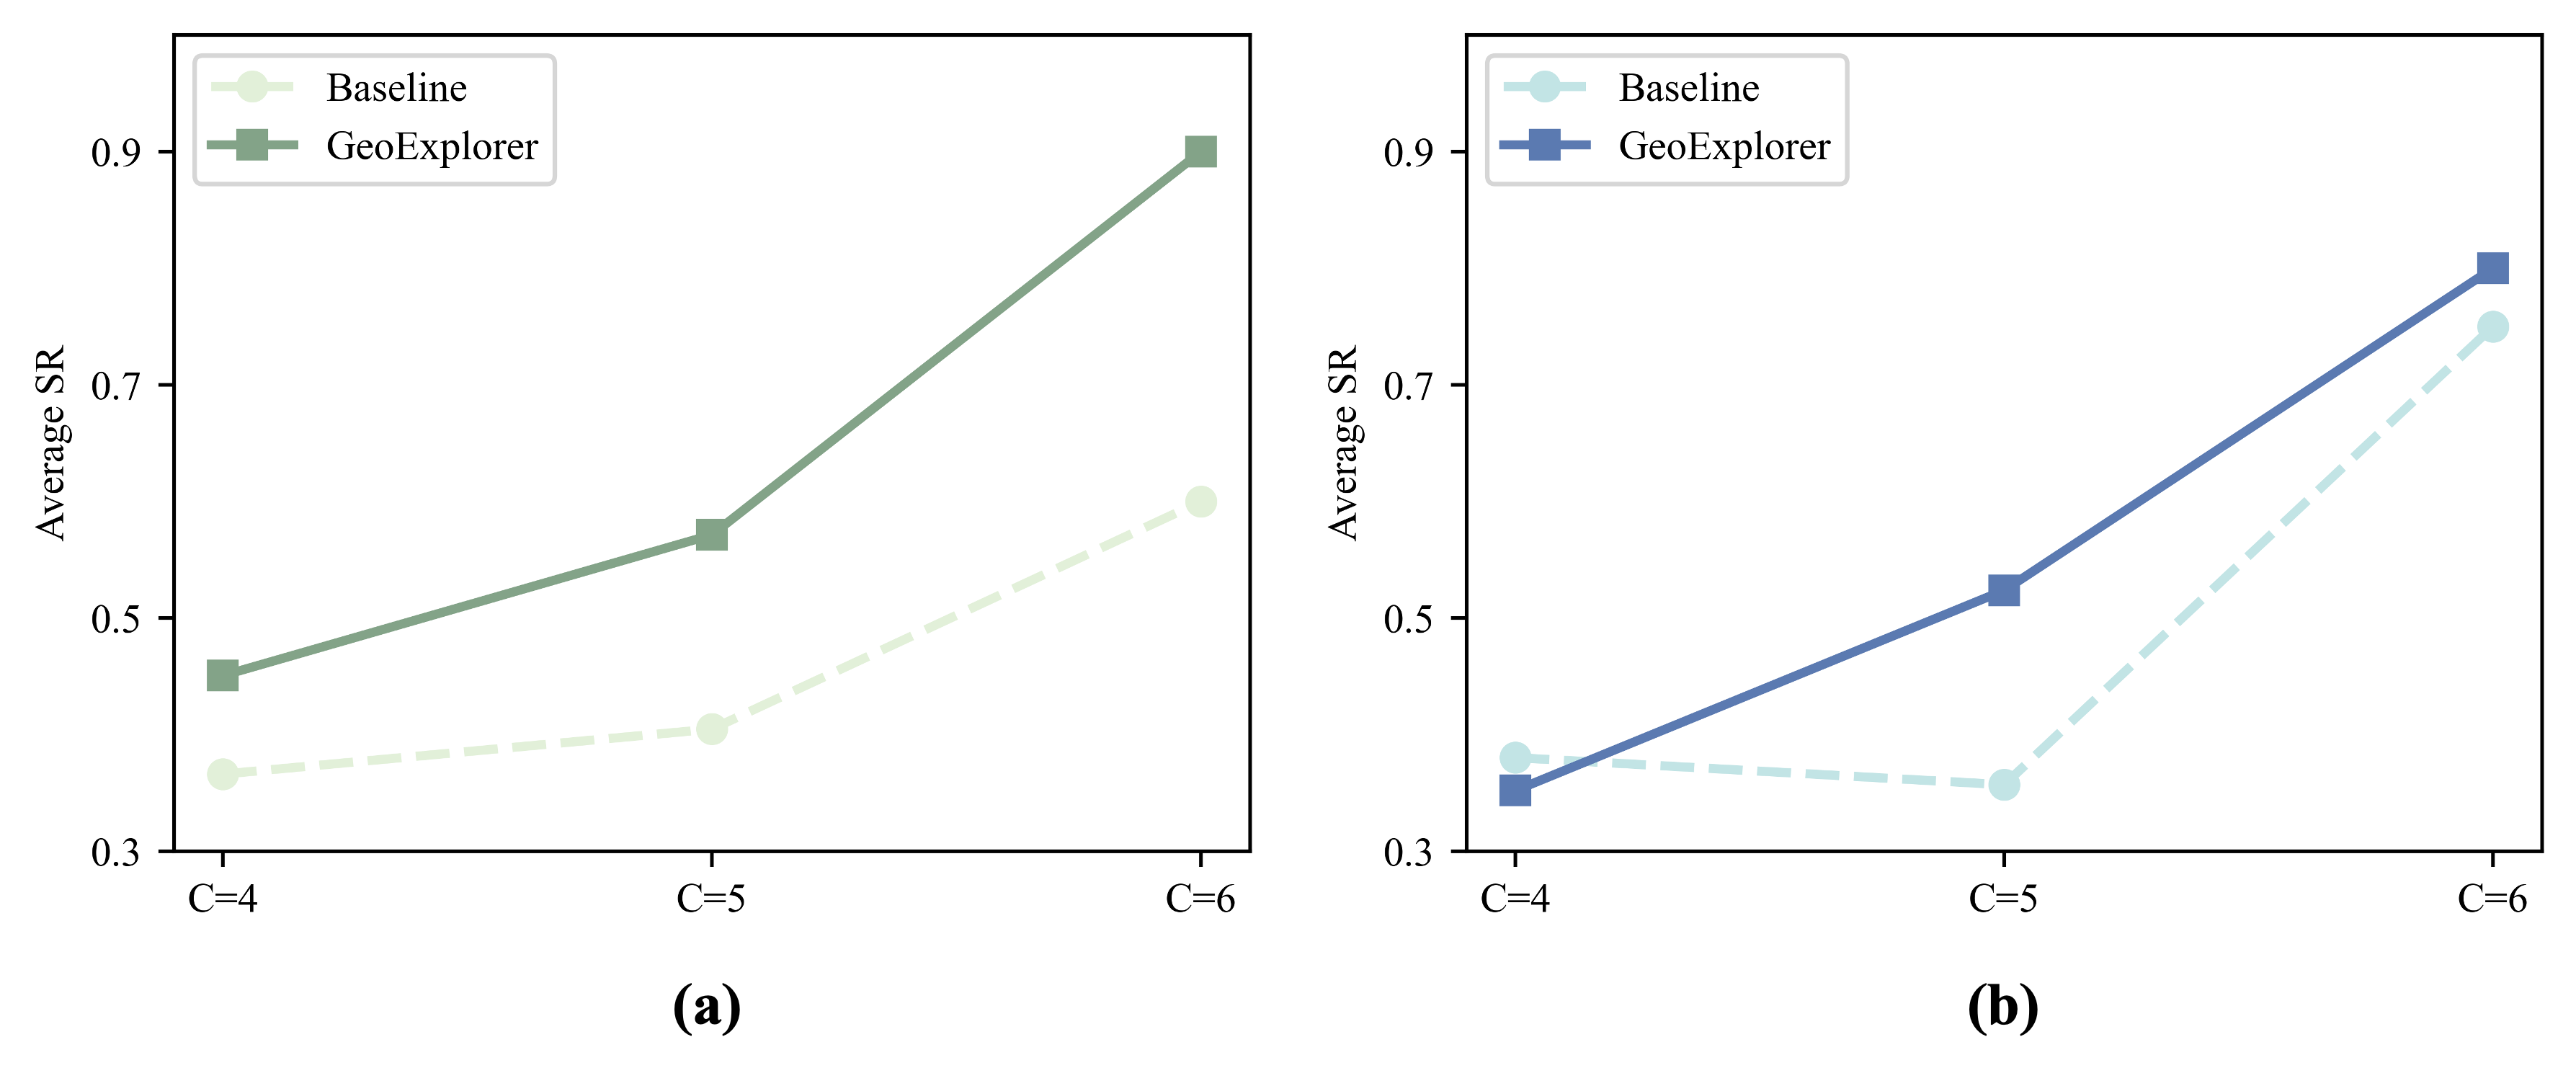 Baseline
GeoExplorer
Average SR
0.9
0.7
0.5
0.3
C=4
C=5
C=6
(a)
Baseline
GeoExplorer
Average SR
0.9
0.7
0.5
0.3
C=4
C=5
C=6
(b)